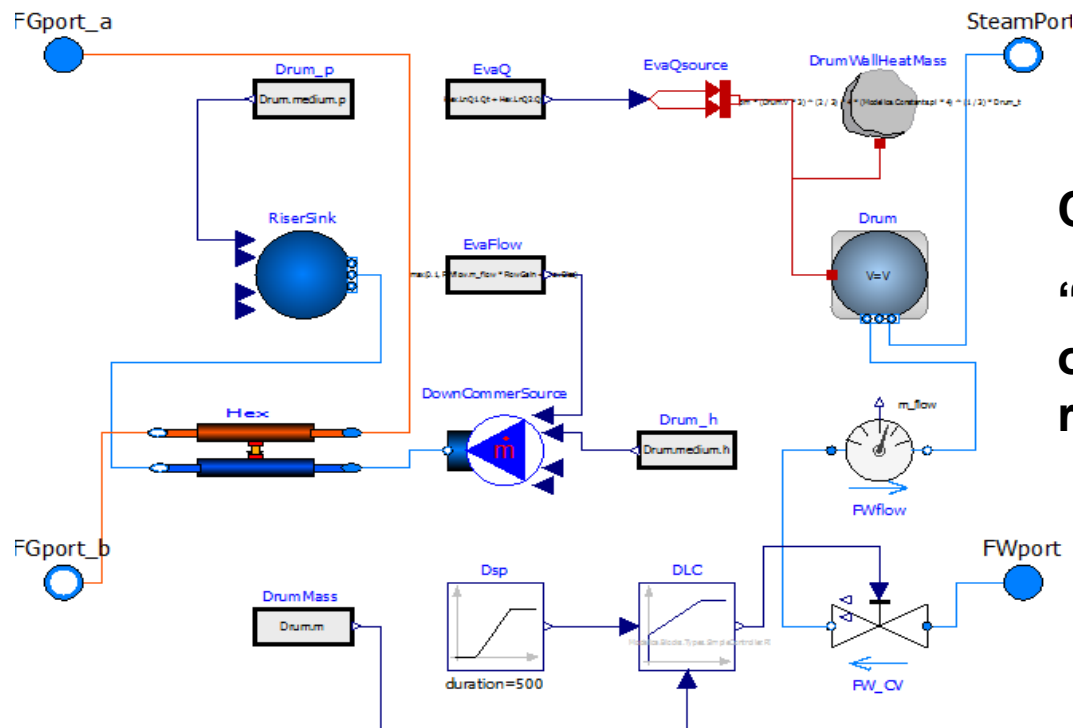 FGport_a
SteamPort
Drum_p
EvaQ
EvaQsource
DrumWallHeatMass
Drum.medium.p
RiserSink
EvaFlow
Drum
V=V
Hex
DownCommerSource
ṁ
Drum_h
Drum.medium.h
m_flow
FWflow
FGport_b
FWport
DrumMass
Dsp
DLC
Drum.m
duration=500
FW_CV